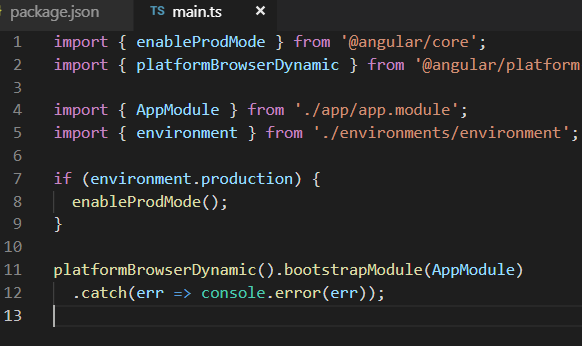 package.json TS main.ts ×
1 import { enableProdMode } from '@angular/core';
2 import { platformBrowserDynamic } from '@angular/platform
3
4 import { AppModule } from './app/app.module';
5 import { environment } from './environments/environment';
6
7 if (environment.production) {
8   enableProdMode();
9 }
10
11 platformBrowserDynamic().bootstrapModule(AppModule)
12   .catch(err => console.error(err));
13